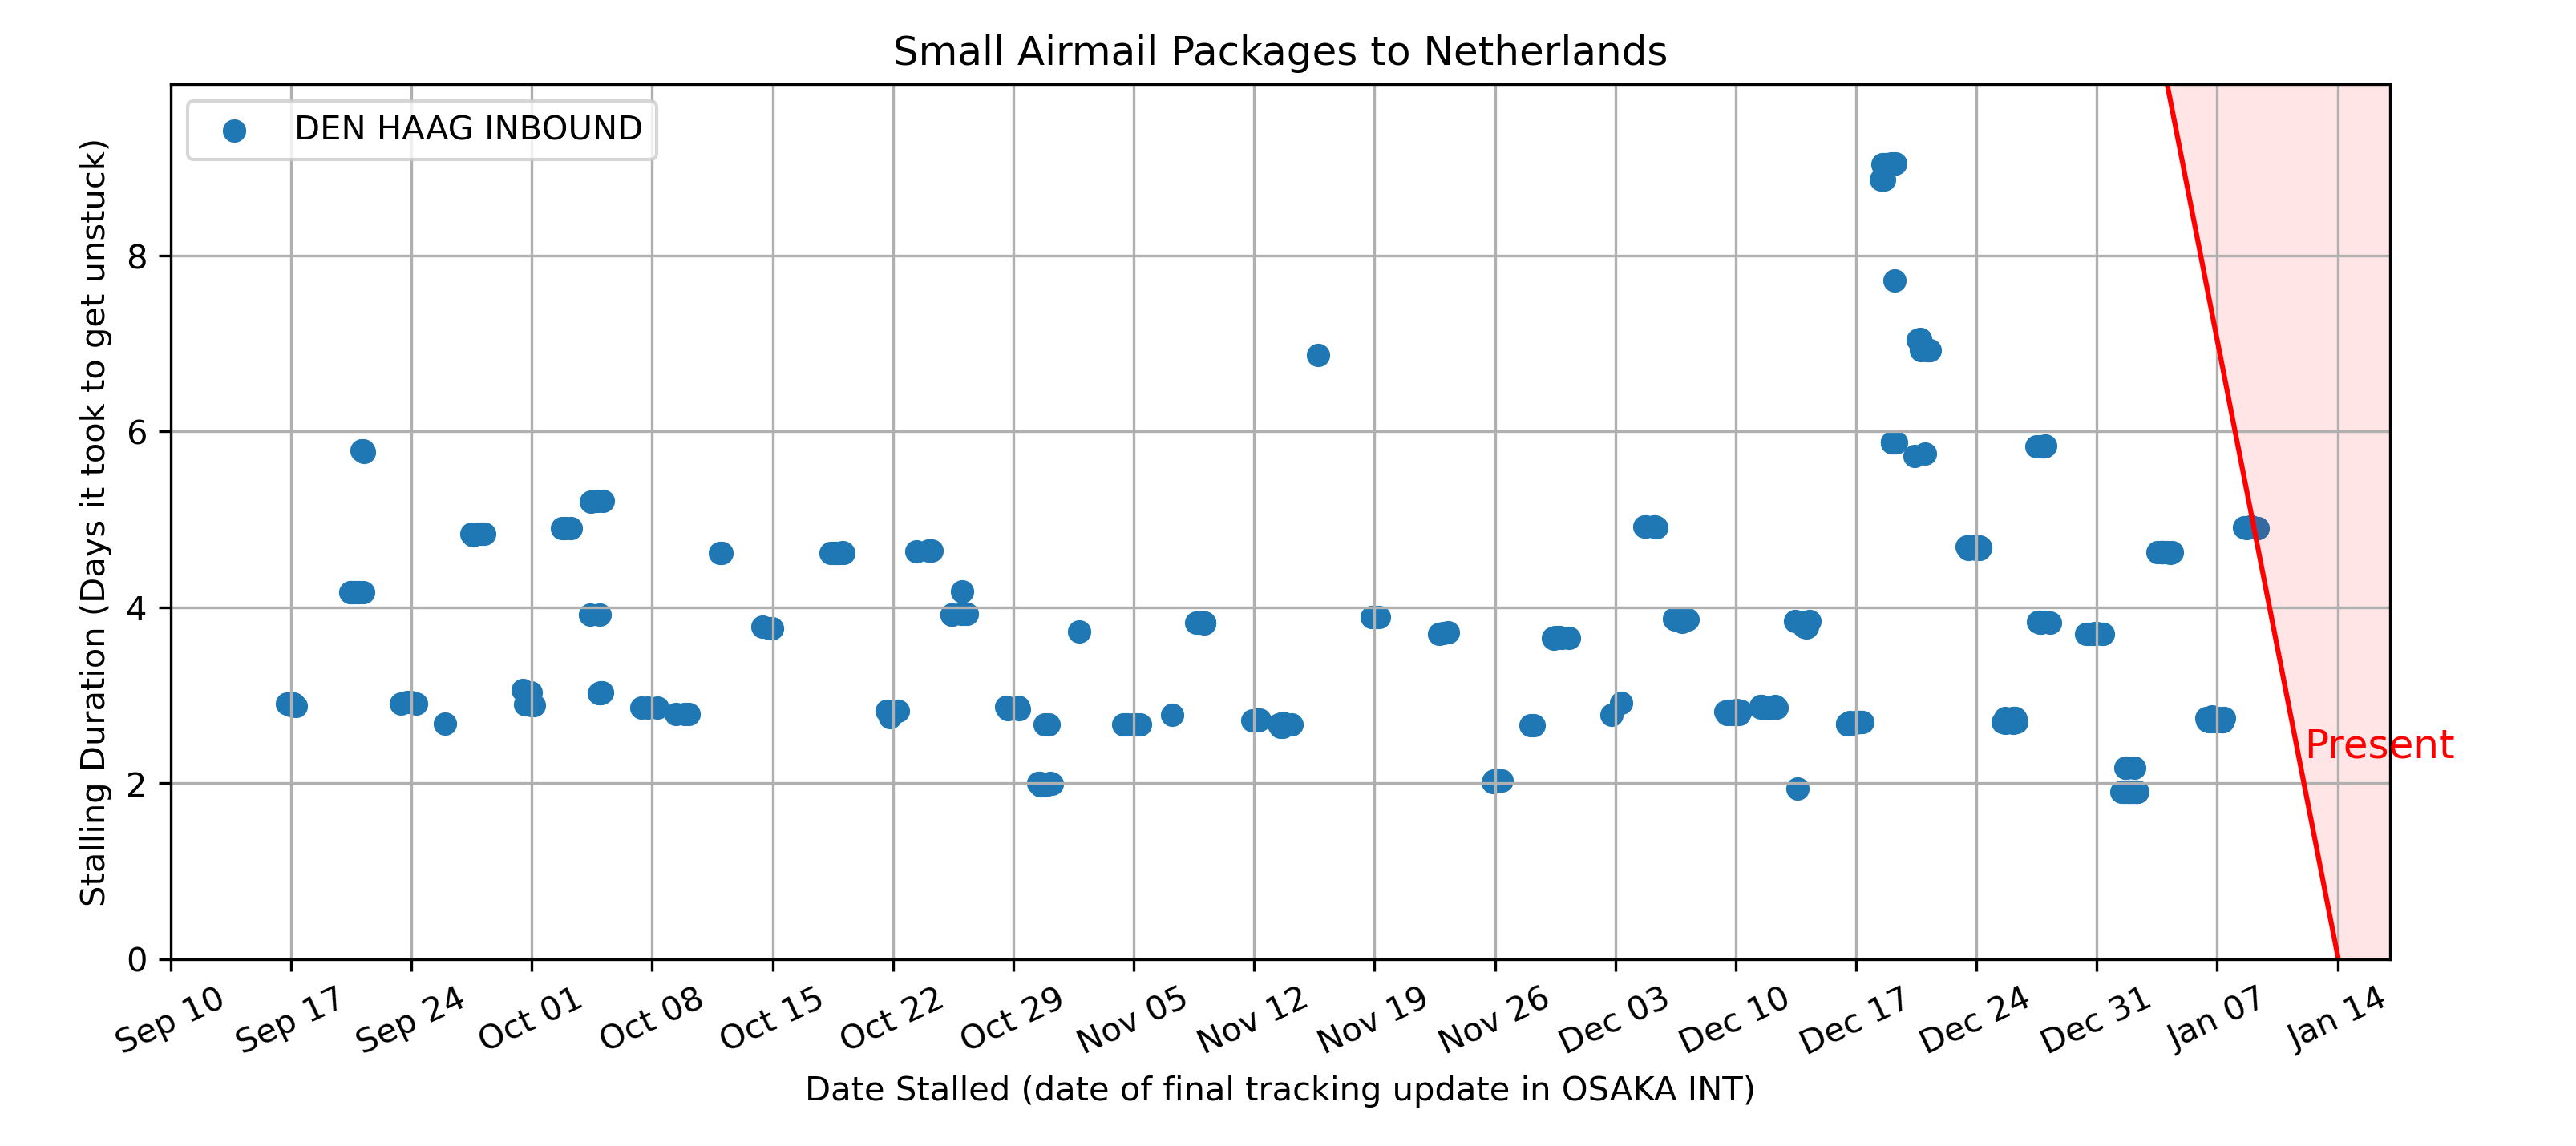 Small Airmail Packages to Netherlands
DEN HAAG INBOUND
Stalling Duration (Days it took to get unstuck)
8
6
4
2
0
Present
Sep 10
Sep 17
Sep 24
Oct 01
Oct 08
Oct 15
Oct 22
Oct 29
Nov 05
Nov 12
Nov 19
Nov 26
Dec 03
Dec 10
Dec 17
Dec 24
Dec 31
Jan 07
Jan 14
Date Stalled (date of final tracking update in OSAKA INT)